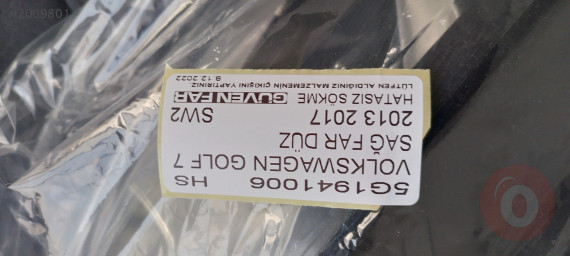 5G1941006 HS
VOLKSWAGEN GOLF 7
SAĞ FAR DÜZ
2013 2017 SW2
HATASIZ SÖKME GÜVEN FAR
LÜTFEN ALDIĞINIZ MALZEMENİN ÇIKIŞINI YAPTIRINIZ
9.12.2022